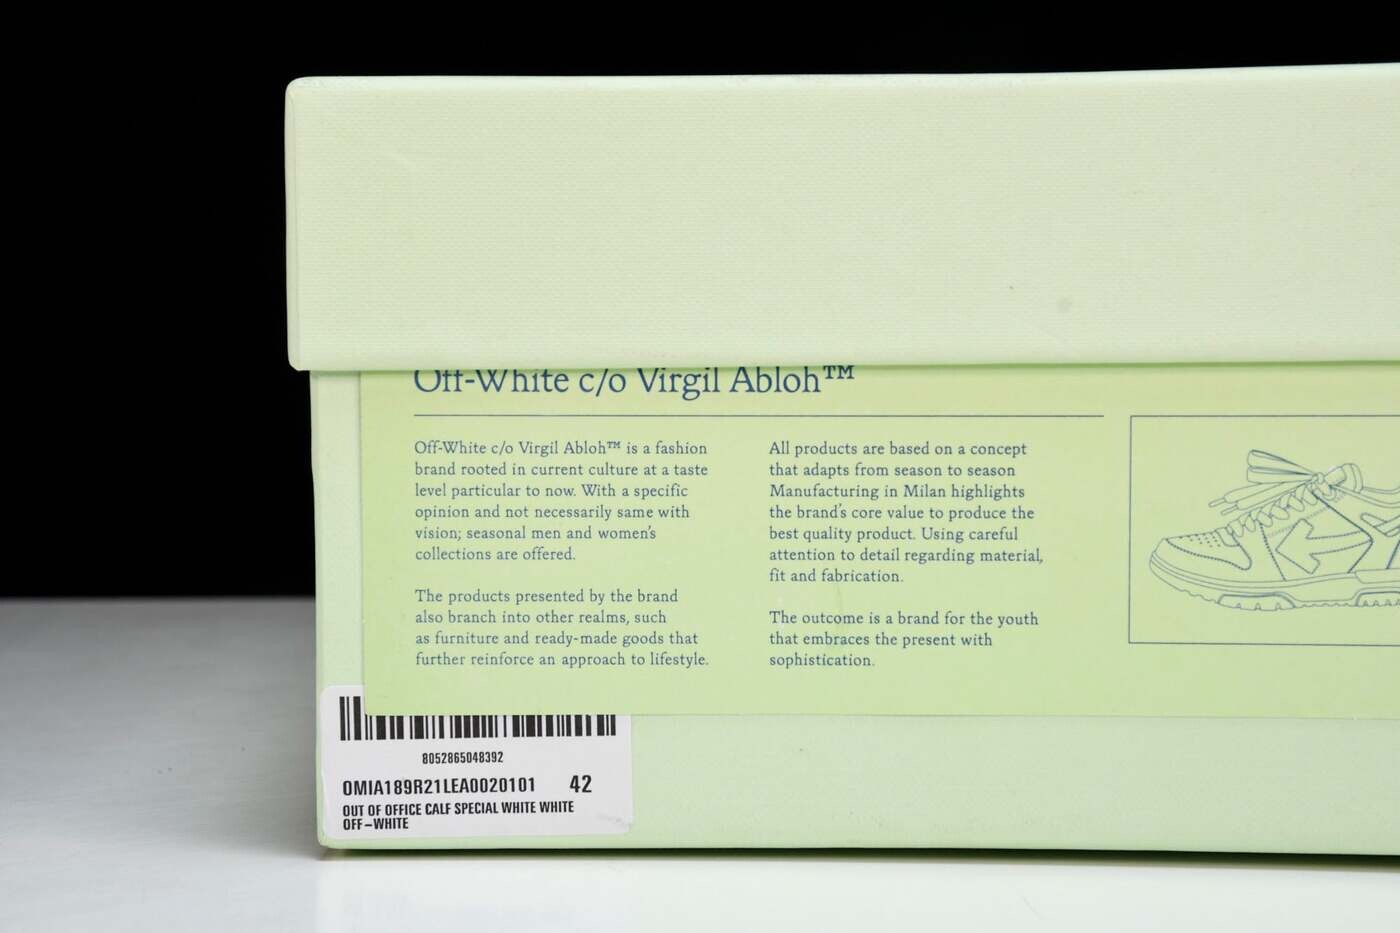 Off-White c/o Virgil Abloh™
Off-White c/o Virgil Abloh™ is a fashion
brand rooted in current culture at a taste
level particular to now. With a specific
opinion and not necessarily same with
vision; seasonal men and women's
collections are offered.
The products presented by the brand
also branch into other realms, such
as furniture and ready-made goods that
further reinforce an approach to lifestyle.
All products are based on a concept
that adapts from season to season
Manufacturing in Milan highlights
the brand's core value to produce the
best quality product. Using careful
attention to detail regarding material,
fit and fabrication.
The outcome is a brand for the youth
that embraces the present with
sophistication.
8052865048392
OMIA189R21LEA0020101 42
OUT OF OFFICE CALF SPECIAL WHITE WHITE
OFF-WHITE